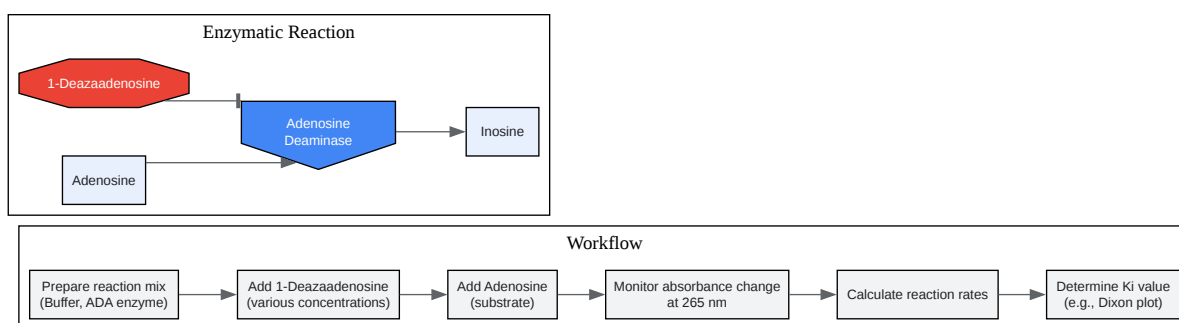 Enzymatic Reaction
1-Deazaadenosine
Adenosine
Deaminase
Inosine
Adenosine
Workflow
Prepare reaction mix
(Buffer, ADA enzyme)
Add 1-Deazaadenosine
(various concentrations)
Add Adenosine
(substrate)
Monitor absorbance change
at 265 nm
Calculate reaction rates
Determine Ki value
(e.g., Dixon plot)